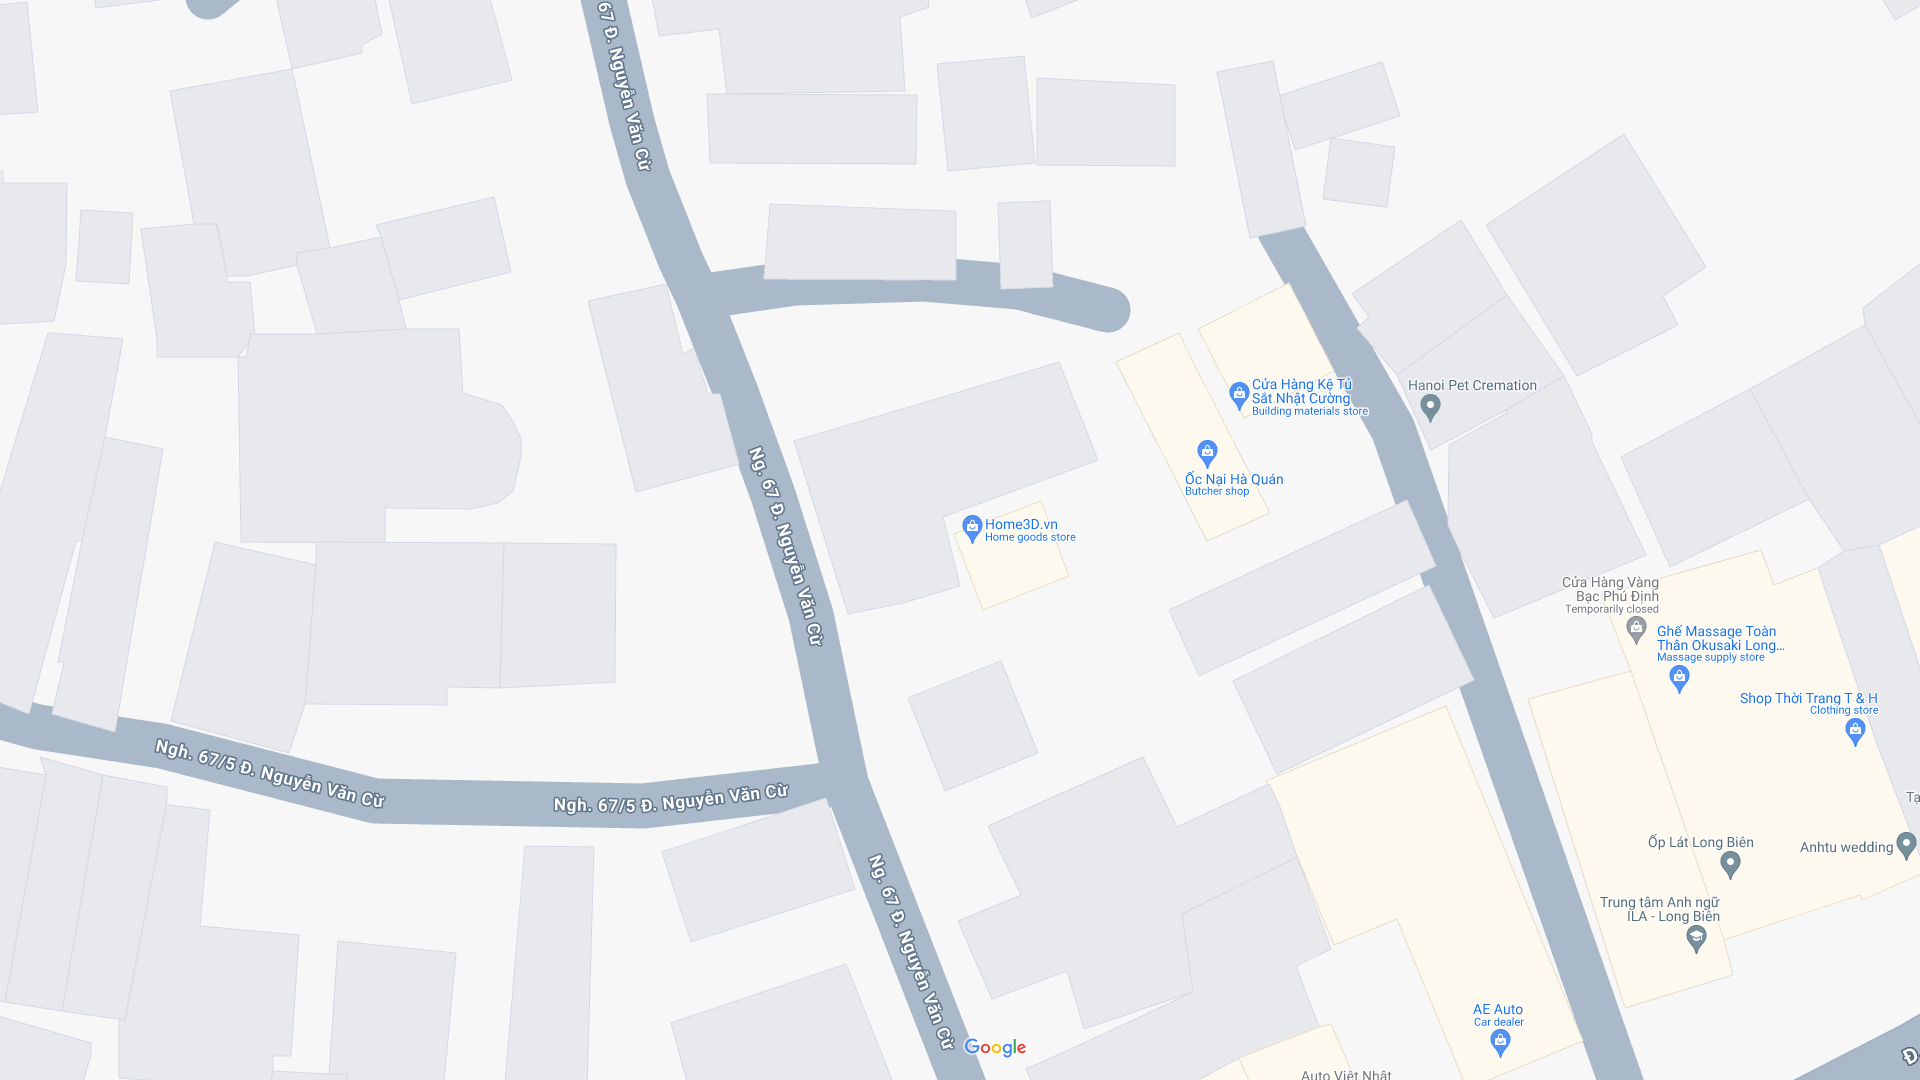 67 Đ. Nguyễn Văn Cừ
Cửa Hàng Kệ Tủ
Sắt Nhật Cường
Building materials store
Hanoi Pet Cremation
Ốc Nại Hà Quán
Butcher shop
Ng. 67 Đ. Nguyễn Văn Cừ
Home3D.vn
Home goods store
Cửa Hàng Vàng
Bạc Phú Định
Temporarily closed
Ghế Massage Toàn
Thân Okusaki Long...
Massage supply store
Shop Thời Trang T & H
Clothing store
Ngh. 67/5 Đ. Nguyễn Văn Cừ
Ngh. 67/5 Đ. Nguyễn Văn Cừ
Ốp Lát Long Biên
Anhtu wedding
Trung tâm Anh ngữ
ILA - Long Biên
Ng. 67 Đ. Nguyễn Văn Cừ
AE Auto
Car dealer
Google
Auto Việt Nhật
Đ.